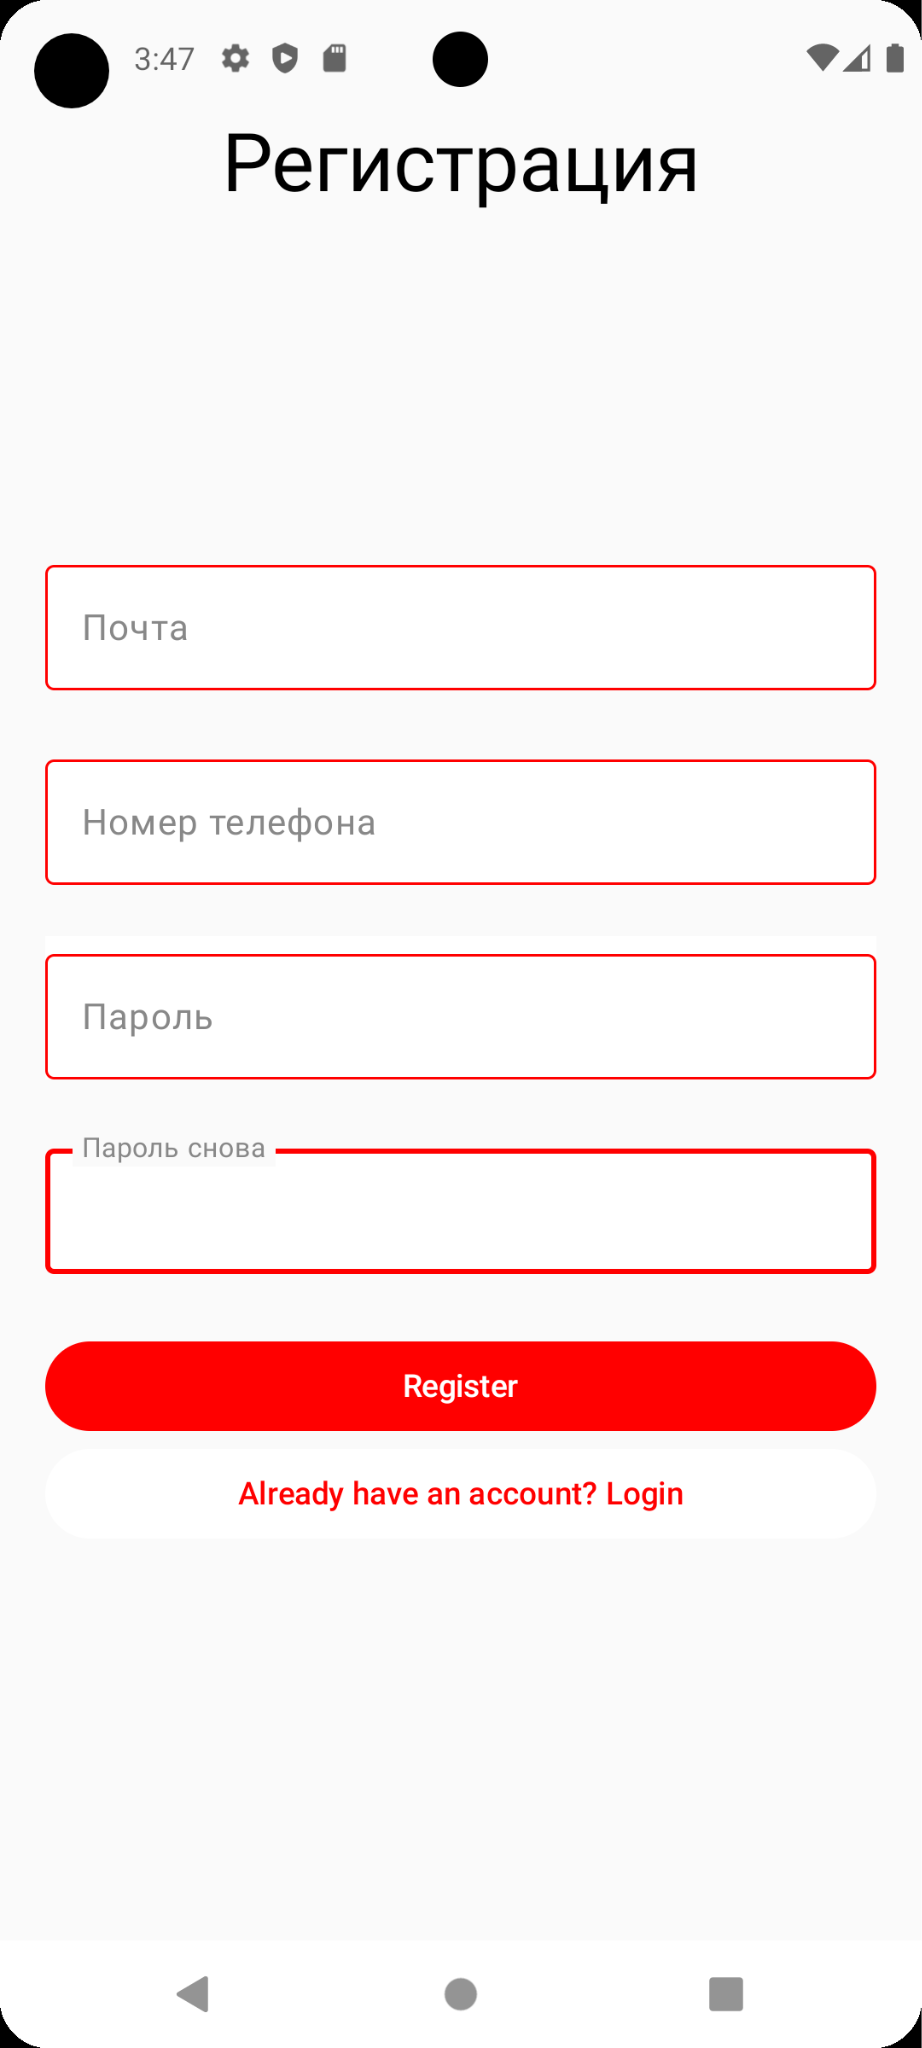 3:47
Регистрация
Почта
Номер телефона
Пароль
Пароль снова
Register
Already have an account? Login